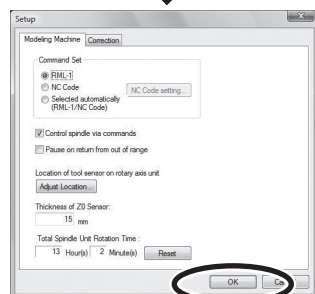 Setup
Modeling Machine Correction
Command Set
RML-1
NC Code
NC Code setting...
Selected automatically
(RML-1/NC Code)
Control spindle via commands
Pause on return from out of range
Location of tool sensor on rotary axis unit
Adjust Location...
Thickness of Z0 Sensor:
15 mm
Total Spindle Unit Rotation Time :
13 Hour(s) 2 Minute(s) Reset
OK